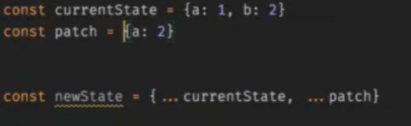 const currentState = {a: 1, b: 2}
const patch = {a: 2}
const newState = { ... currentState, ... patch}